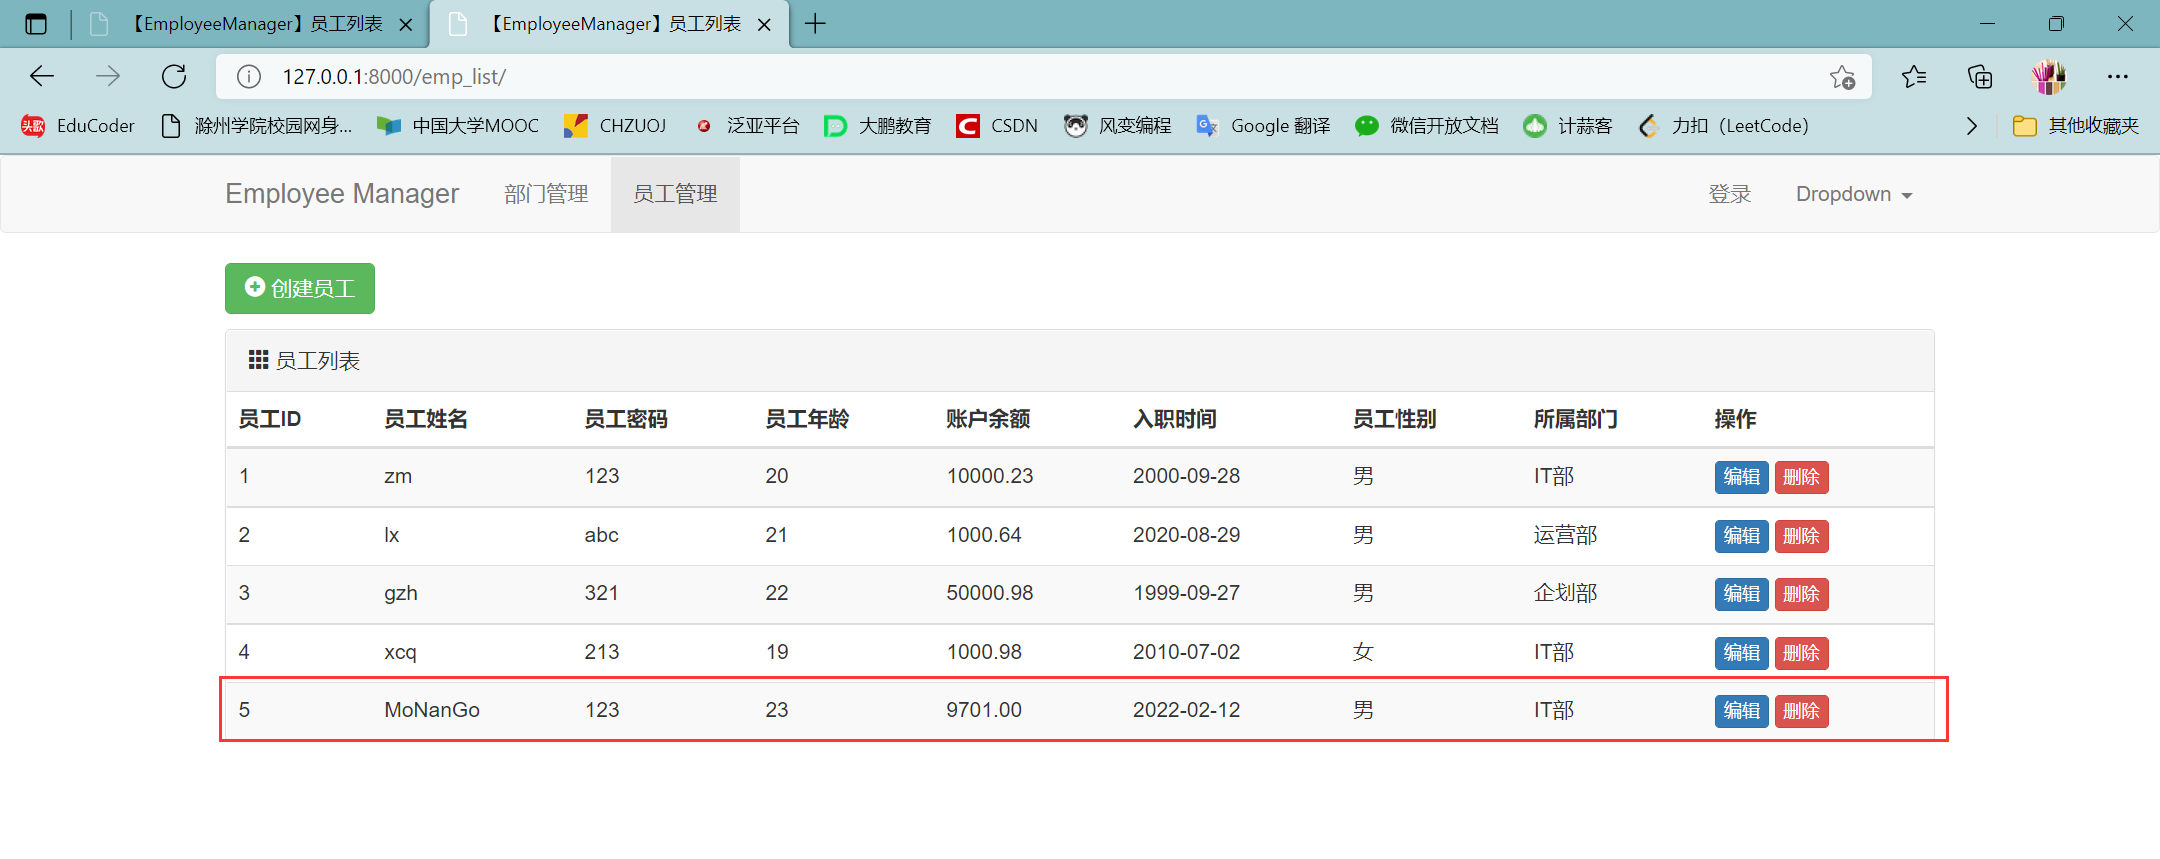 【EmployeeManager】员工列表 【EmployeeManager】员工列表
127.0.0.1:8000/emp_list/
头歌 EduCoder 滁州学院校园网身... 中国大学MOOC CHZUOJ 泛亚平台 大鹏教育 CSDN 风变编程 Google 翻译 微信开放文档 计蒜客 力扣（LeetCode） 其他收藏夹
Employee Manager 部门管理 员工管理 登录 Dropdown
创建员工
员工列表
员工ID 员工姓名 员工密码 员工年龄 账户余额 入职时间 员工性别 所属部门 操作
1 zm 123 20 10000.23 2000-09-28 男 IT部 编辑 删除
2 lx abc 21 1000.64 2020-08-29 男 运营部 编辑 删除
3 gzh 321 22 50000.98 1999-09-27 男 企划部 编辑 删除
4 xcq 213 19 1000.98 2010-07-02 女 IT部 编辑 删除
5 MoNanGo 123 23 9701.00 2022-02-12 男 IT部 编辑 删除